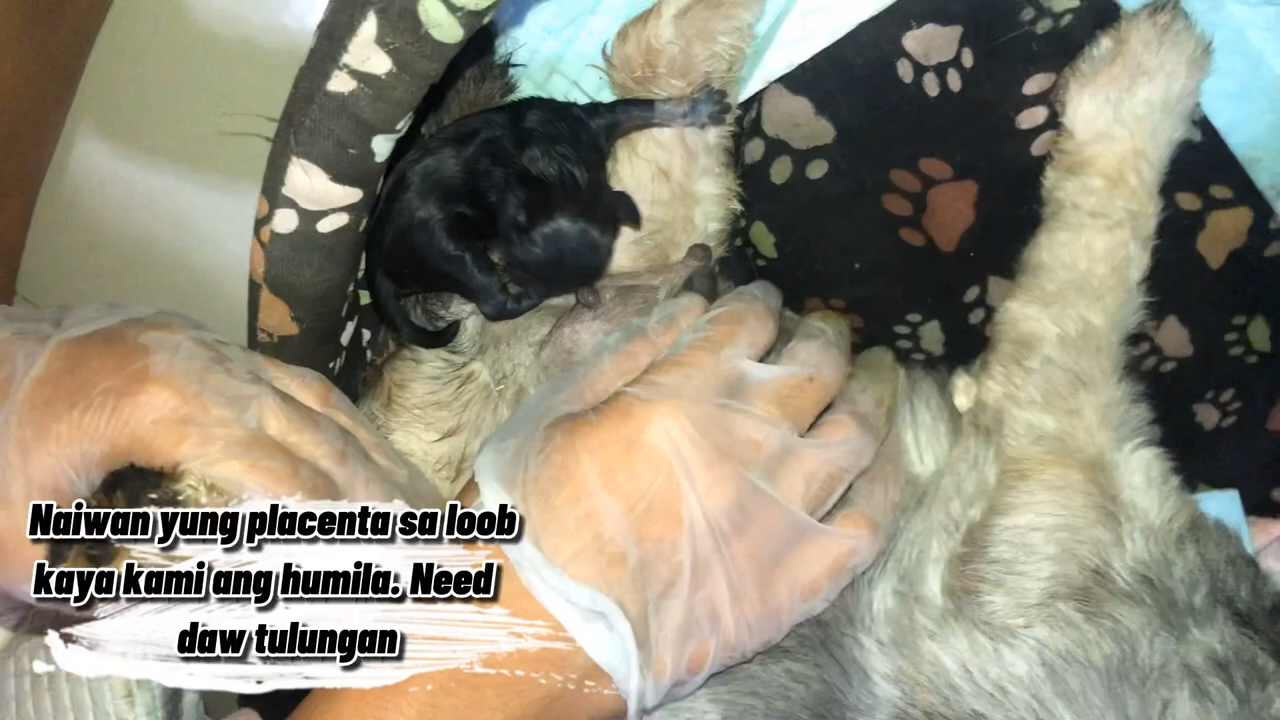 Naiwan yung placenta sa loob
kaya kami ang humila. Need
daw tulungan